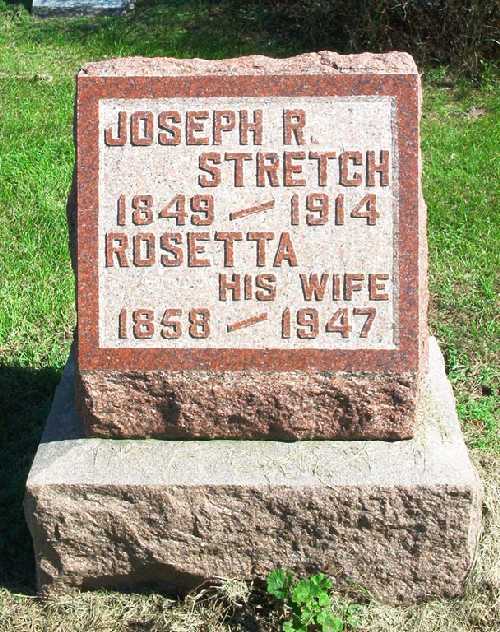 JOSEPH R.
STRETCH
1849 — 1914
ROSETTA
HIS WIFE
1858 — 1947